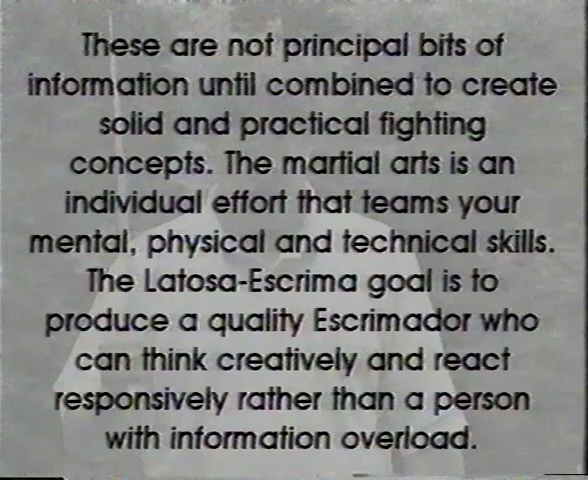 These are not principal bits of
information until combined to create
solid and practical fighting
concepts. The martial arts is an
individual effort that teams your
mental, physical and technical skills.
The Latosa-Escrima goal is to
produce a quality Escrimador who
can think creatively and react
responsively rather than a person
with information overload.